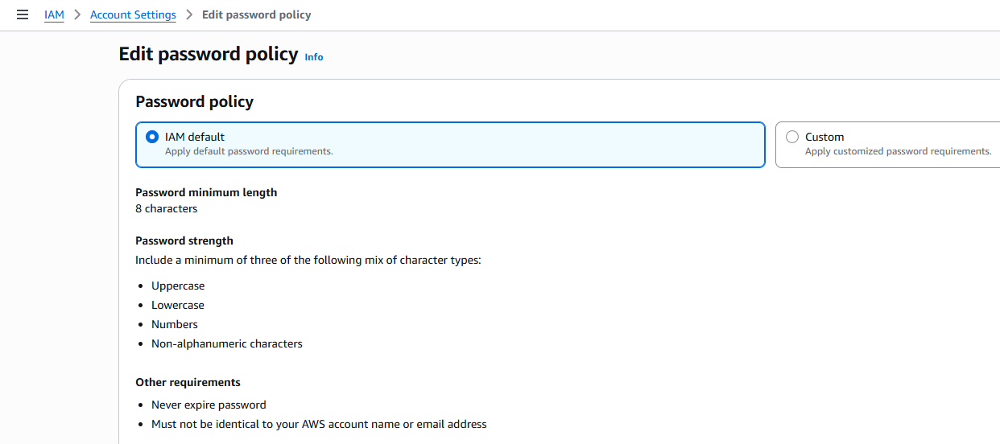 IAM > Account Settings > Edit password policy
Edit password policy Info
Password policy
IAM default
Apply default password requirements.
Custom
Apply customized password requirements.
Password minimum length
8 characters
Password strength
Include a minimum of three of the following mix of character types:
• Uppercase
• Lowercase
• Numbers
• Non-alphanumeric characters
Other requirements
• Never expire password
• Must not be identical to your AWS account name or email address